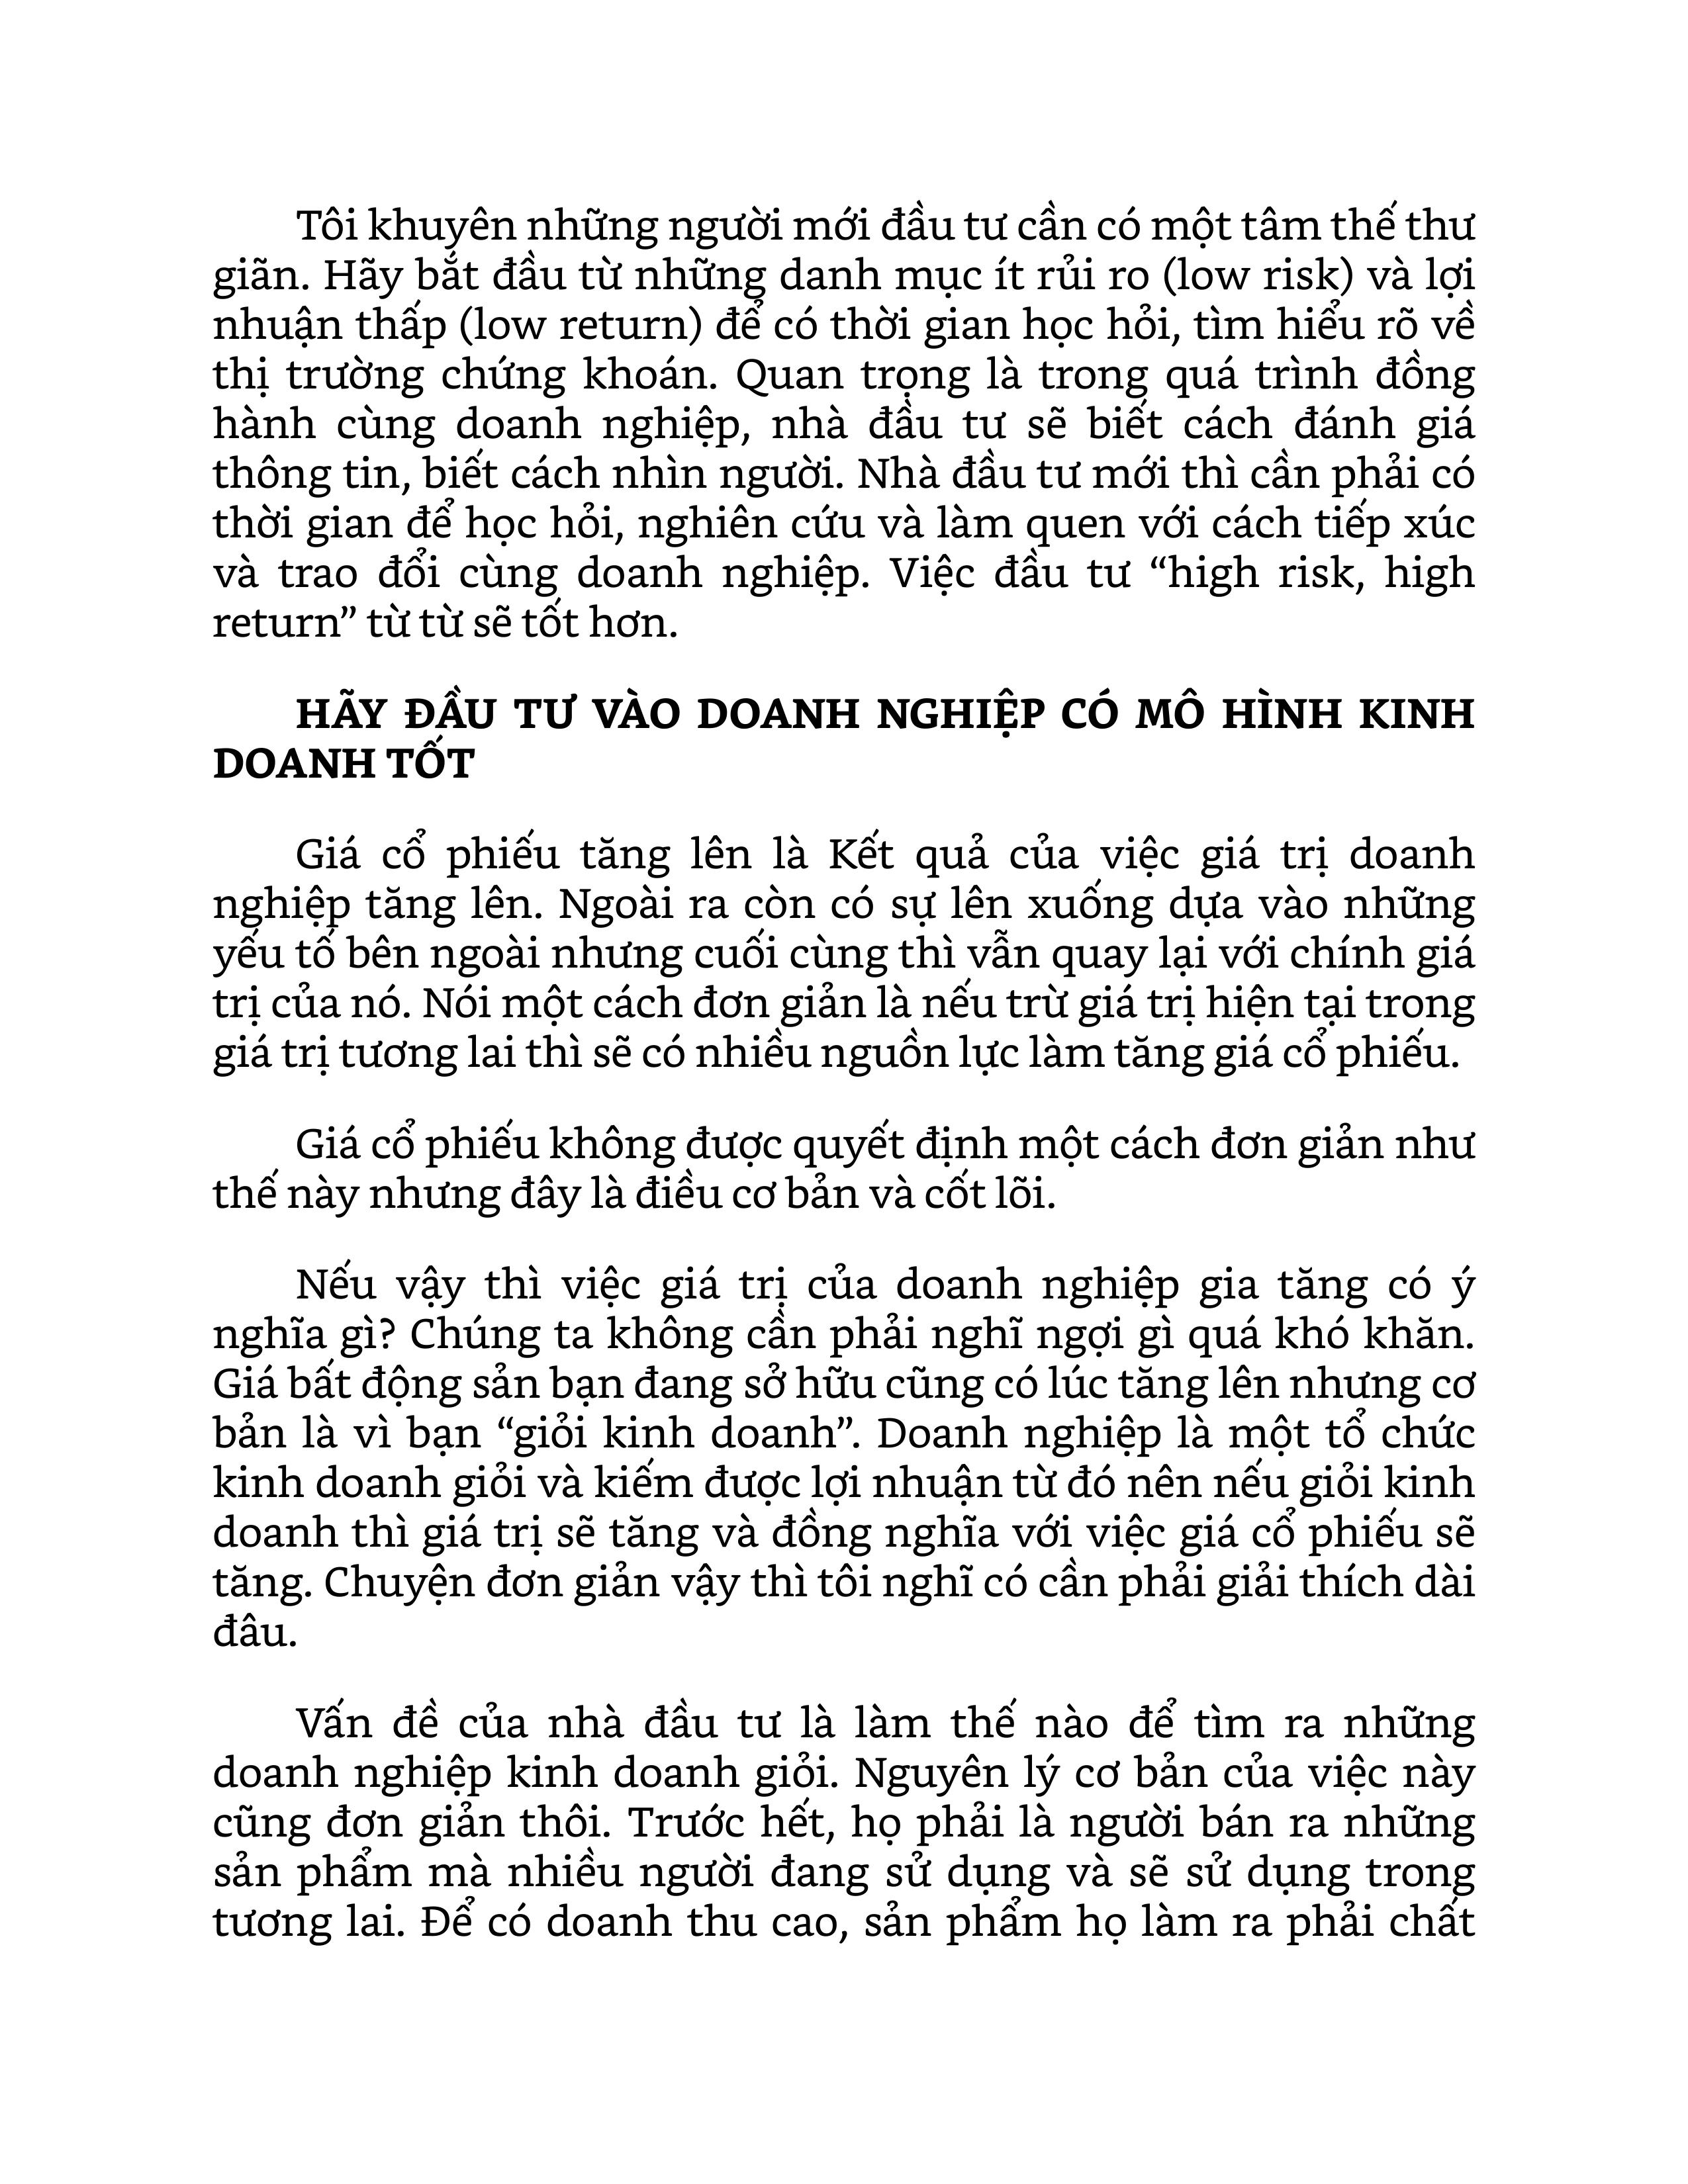 Tôi khuyên những người mới đầu tư cần có một tâm thế thư
giãn. Hãy bắt đầu từ những danh mục ít rủi ro (low risk) và lợi
nhuận thấp (low return) để có thời gian học hỏi, tìm hiểu rõ về
thị trường chứng khoán. Quan trọng là trong quá trình đồng
hành cùng doanh nghiệp, nhà đầu tư sẽ biết cách đánh giá
thông tin, biết cách nhìn người. Nhà đầu tư mới thì cần phải có
thời gian để học hỏi, nghiên cứu và làm quen với cách tiếp xúc
và trao đổi cùng doanh nghiệp. Việc đầu tư “high risk, high
return” từ từ sẽ tốt hơn.
HÃY ĐẦU TƯ VÀO DOANH NGHIỆP CÓ MÔ HÌNH KINH
DOANH TỐT
Giá cổ phiếu tăng lên là Kết quả của việc giá trị doanh
nghiệp tăng lên. Ngoài ra còn có sự lên xuống dựa vào những
yếu tố bên ngoài nhưng cuối cùng thì vẫn quay lại với chính giá
trị của nó. Nói một cách đơn giản là nếu trừ giá trị hiện tại trong
giá trị tương lai thì sẽ có nhiều nguồn lực làm tăng giá cổ phiếu.
Giá cổ phiếu không được quyết định một cách đơn giản như
thế này nhưng đây là điều cơ bản và cốt lõi.
Nếu vậy thì việc giá trị của doanh nghiệp gia tăng có ý
nghĩa gì? Chúng ta không cần phải nghĩ ngợi gì quá khó khăn.
Giá bất động sản bạn đang sở hữu cũng có lúc tăng lên nhưng cơ
bản là vì bạn “giỏi kinh doanh”. Doanh nghiệp là một tổ chức
kinh doanh giỏi và kiếm được lợi nhuận từ đó nên nếu giỏi kinh
doanh thì giá trị sẽ tăng và đồng nghĩa với việc giá cổ phiếu sẽ
tăng. Chuyện đơn giản vậy thì tôi nghĩ có cần phải giải thích dài
đâu.
Vấn đề của nhà đầu tư là làm thế nào để tìm ra những
doanh nghiệp kinh doanh giỏi. Nguyên lý cơ bản của việc này
cũng đơn giản thôi. Trước hết, họ phải là người bán ra những
sản phẩm mà nhiều người đang sử dụng và sẽ sử dụng trong
tương lai. Để có doanh thu cao, sản phẩm họ làm ra phải chất